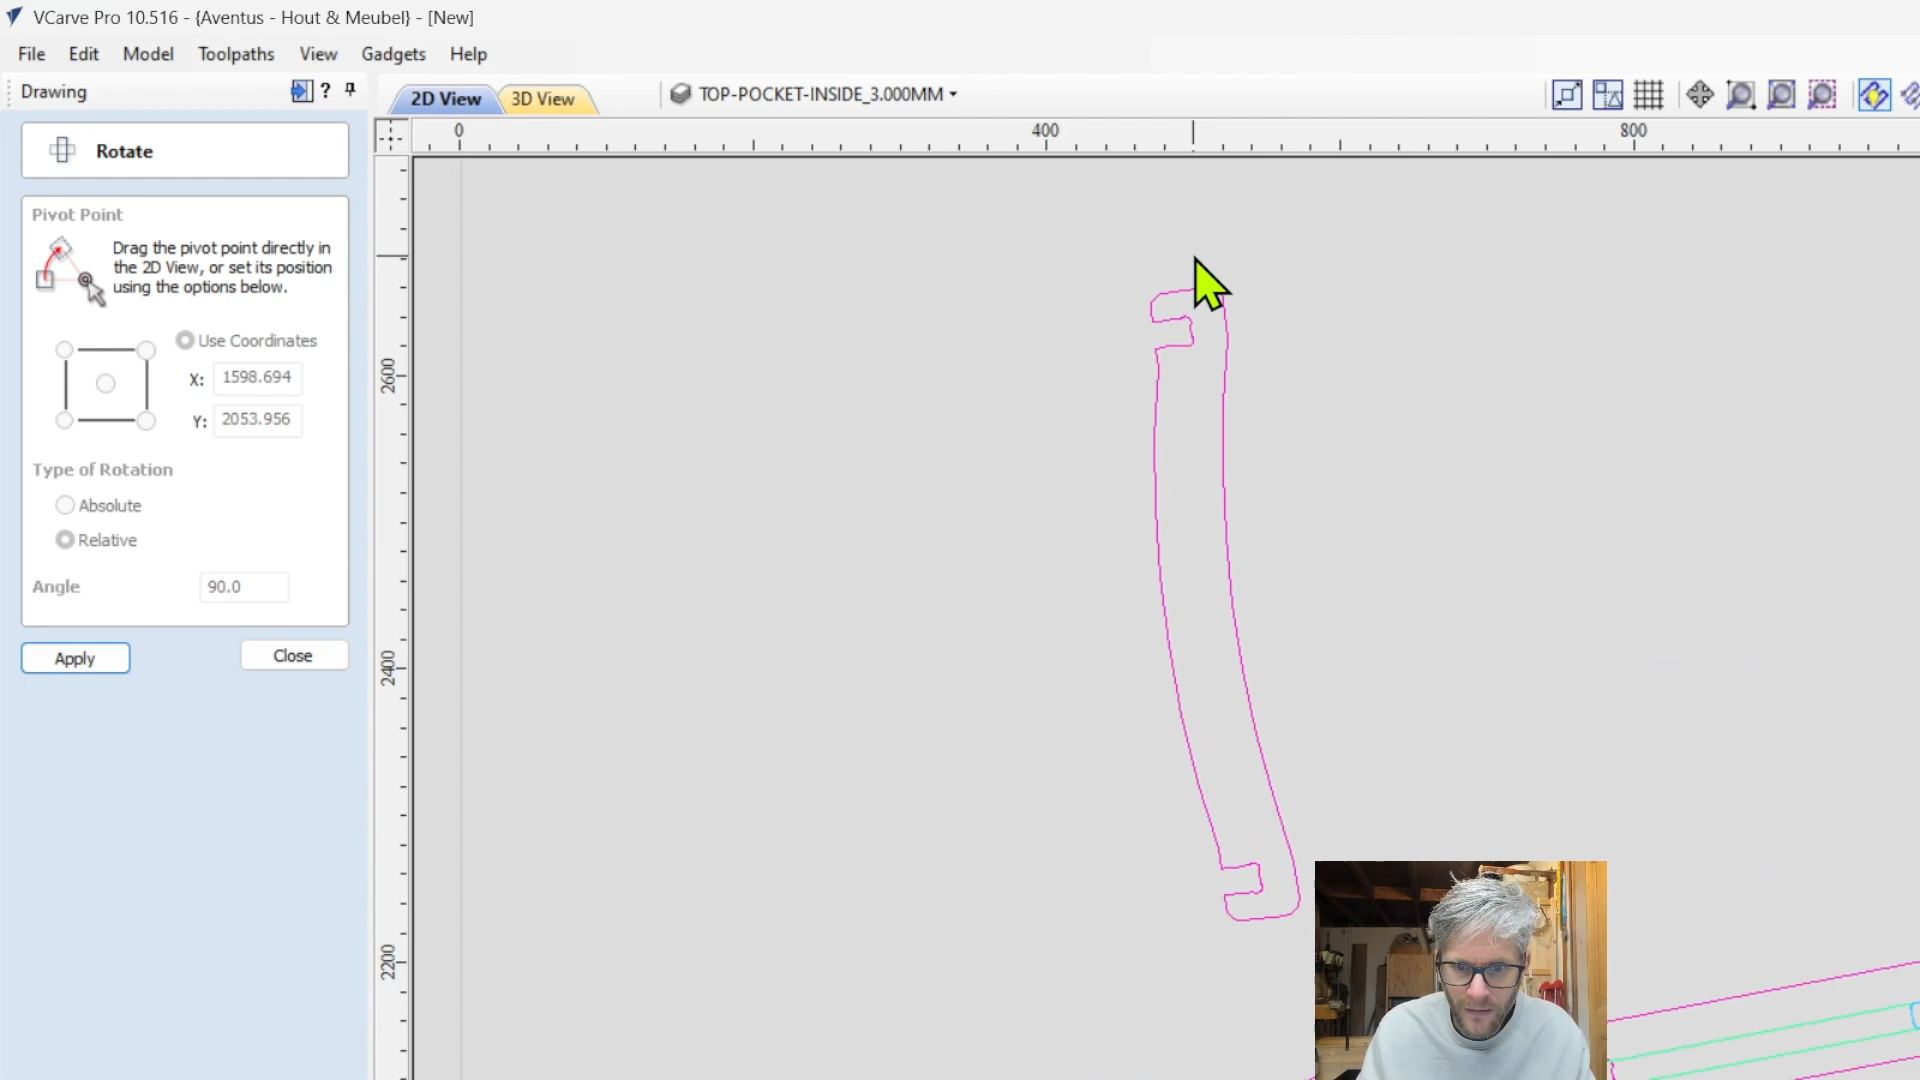 VCarve Pro 10.516 - {Aventus - Hout & Meubel} - [New]
File Edit Model Toolpaths View Gadgets Help
Drawing ?
2D View 3D View TOP-POCKET-INSIDE_3.000MM
0 400 800
Rotate
Pivot Point
Drag the pivot point directly in
the 2D View, or set its position
using the options below.
Use Coordinates
X: 1598.694
Y: 2053.956
Type of Rotation
Absolute
Relative
Angle 90.0
Apply Close
2600
2400
2200